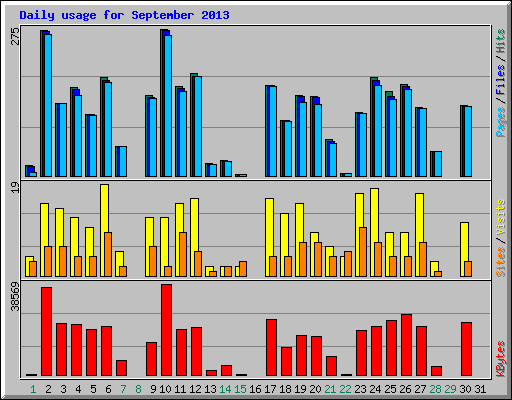 Daily usage for September 2013
275
Pages / Files / Hits
19
Sites / Visits
38569
KBytes
1 2 3 4 5 6 7 8 9 10 11 12 13 14 15 16 17 18 19 20 21 22 23 24 25 26 27 28 29 30 31